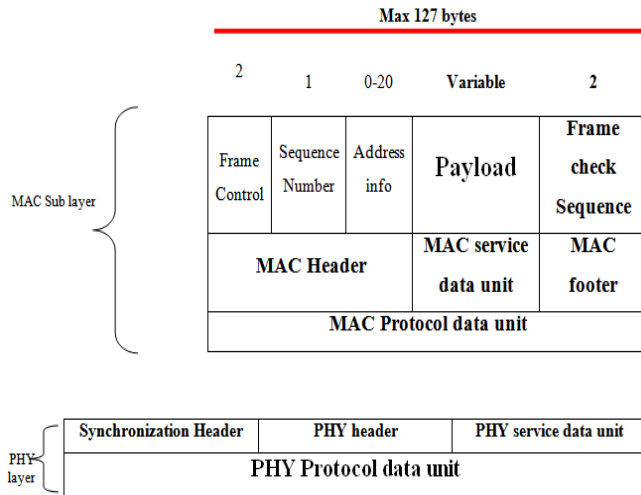 Max 127 bytes
2 1 0-20 Variable 2
MAC Sub layer
Frame Control
Sequence Number
Address info
Payload
Frame check Sequence
MAC Header
MAC service data unit
MAC footer
MAC Protocol data unit
PHY layer
Synchronization Header
PHY header
PHY service data unit
PHY Protocol data unit